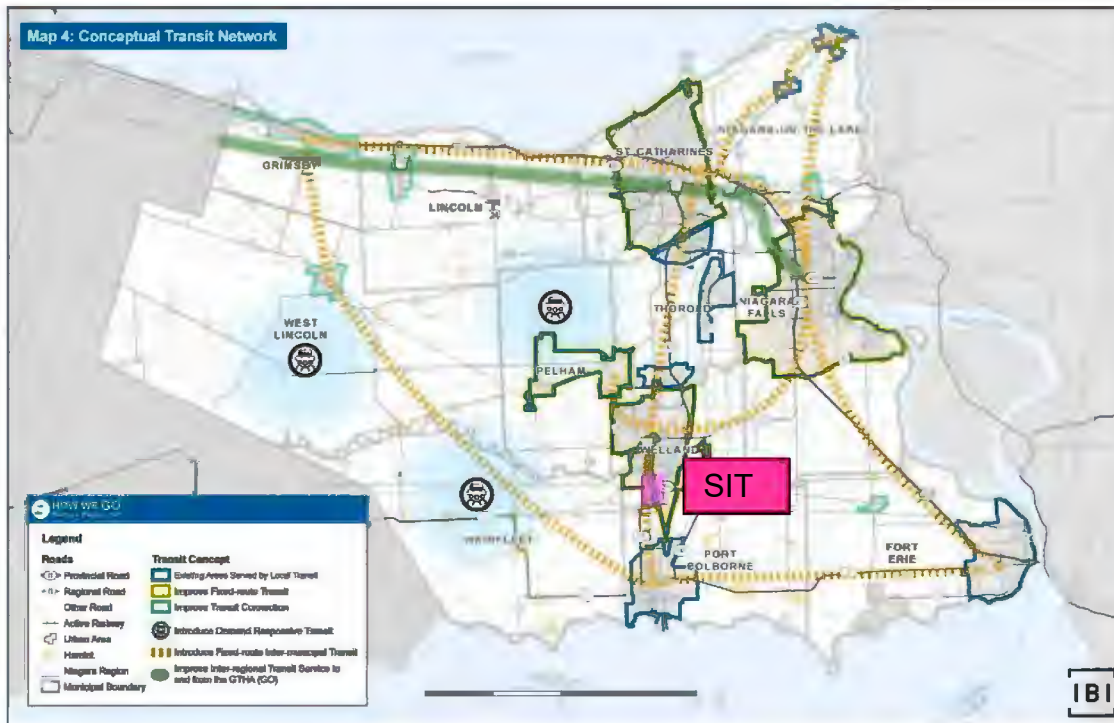 Map 4: Conceptual Transit Network
NIAGARA-ON-THE-LAKE
ST. CATHARINES
GRIMSBY
LINCOLN
THOROLD
NIAGARA
FALLS
WEST
LINCOLN
PELHAM
WELLAND
SIT
WAINFLEET
PORT
COLBORNE
FORT
ERIE
HOW WE GO
Legend
Roads
Provincial Road
Regional Road
Other Road
Active Railway
Urban Area
Hamlet
Niagara Region
Municipal Boundary
Transit Concept
Existing Areas Served by Local Transit
Improve Fixed-route Transit
Improve Transit Connection
Introduce Demand Responsive Transit
Introduce Fixed-route Inter-municipal Transit
Improve Inter-regional Transit Service to
and from the GTHA (GO)
IBI